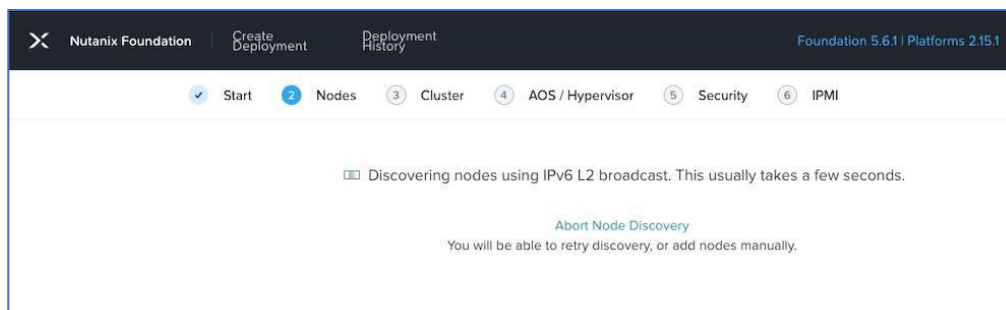 Nutanix Foundation
Create Deployment
Deployment History
Foundation 5.6.1 | Platforms 2.15.1
Start
2 Nodes
3 Cluster
4 AOS / Hypervisor
5 Security
6 IPMI
Discovering nodes using IPv6 L2 broadcast. This usually takes a few seconds.
Abort Node Discovery
You will be able to retry discovery, or add nodes manually.